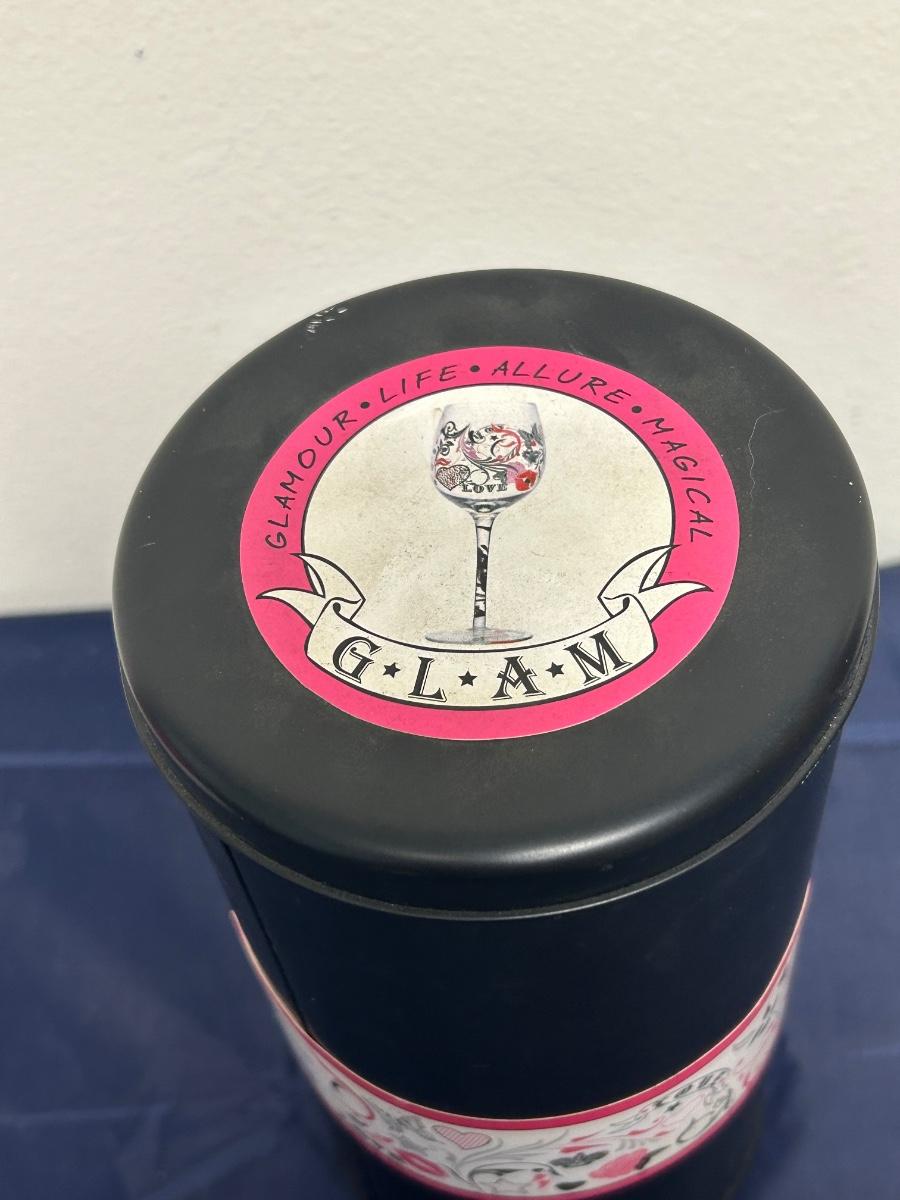 GLAMOUR • LIFE • ALLURE • MAGICAL
LOVE
G★L★A★M